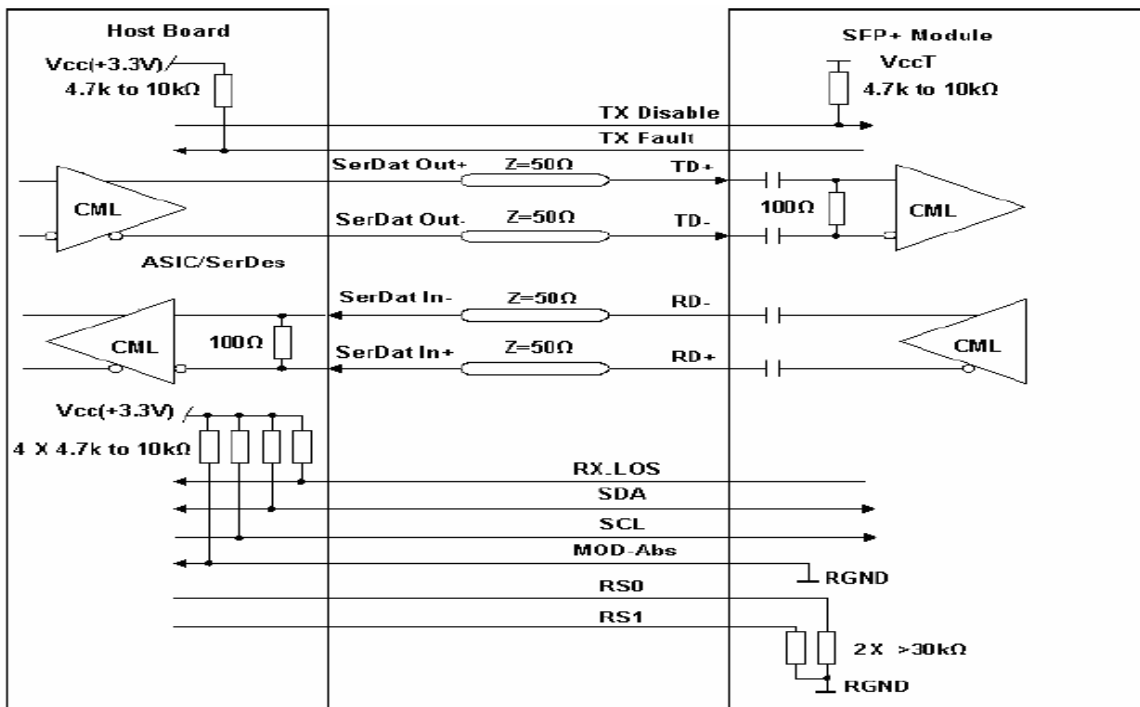 Host Board
SFP+ Module
Vcc(+3.3V)
4.7k to 10kΩ
VccT
4.7k to 10kΩ
TX Disable
TX Fault
SerDat Out+
Z=50Ω
TD+
CML
100Ω
CML
SerDat Out-
Z=50Ω
TD-
ASIC/SerDes
SerDat In-
Z=50Ω
RD-
CML
100Ω
CML
SerDat In+
Z=50Ω
RD+
Vcc(+3.3V)
4 X 4.7k to 10kΩ
RX_LOS
SDA
SCL
MOD-Abs
RGND
RS0
RS1
2X >30kΩ
RGND